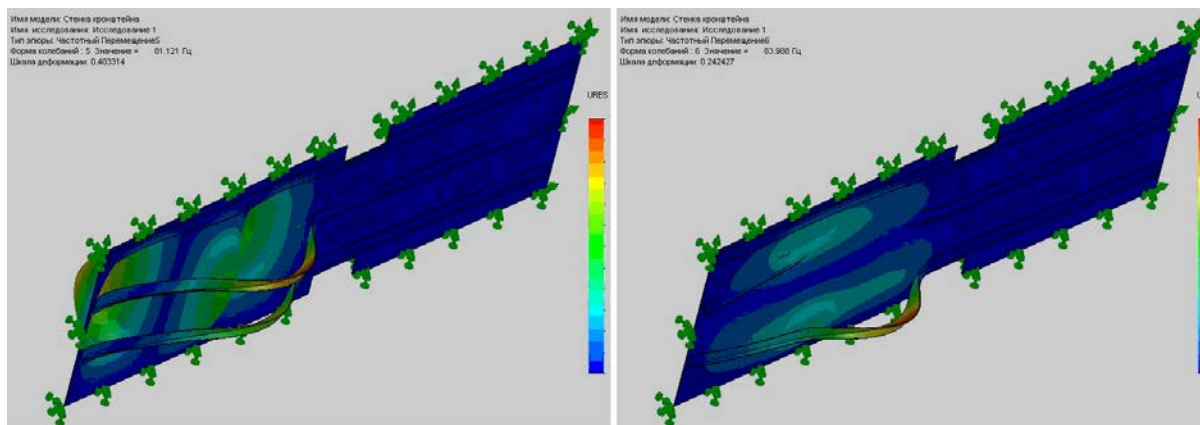 Имя модели: Стенка кронштейна
Имя исследования: Исследование 1
Тип эпюры: Частотный Перемещение5
Форма колебаний : 5 Значение = 81.121 Гц
Шкала деформации: 0.403314
URES
Имя модели: Стенка кронштейна
Имя исследования: Исследование 1
Тип эпюры: Частотный Перемещение6
Форма колебаний : 6 Значение = 83.988 Гц
Шкала деформации: 0.242427
U